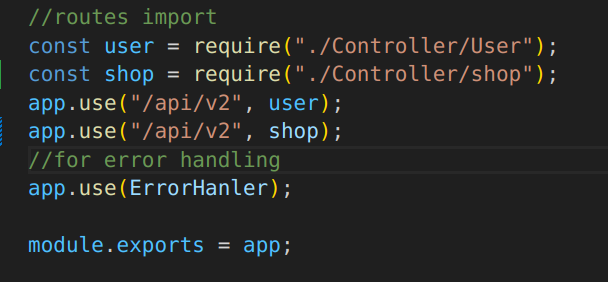 //routes import
const user = require("./Controller/User");
const shop = require("./Controller/shop");
app.use("/api/v2", user);
app.use("/api/v2", shop);
//for error handling
app.use(ErrorHanler);
module.exports = app;